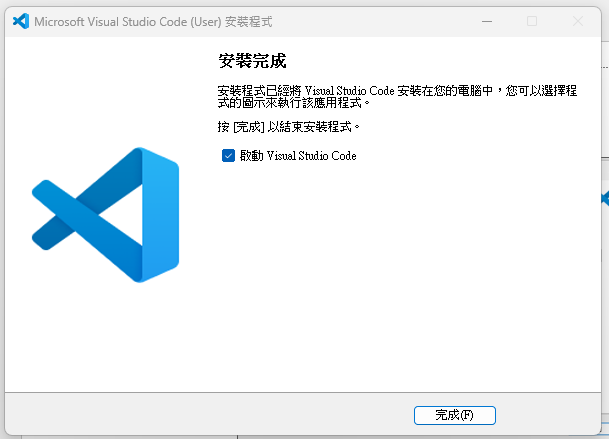 Microsoft Visual Studio Code (User) 安裝程式
安裝完成
安裝程式已經將 Visual Studio Code 安裝在您的電腦中，您可以選擇程
式的圖示來執行該應用程式。
按 [完成] 以結束安裝程式。
啟動 Visual Studio Code
完成(F)